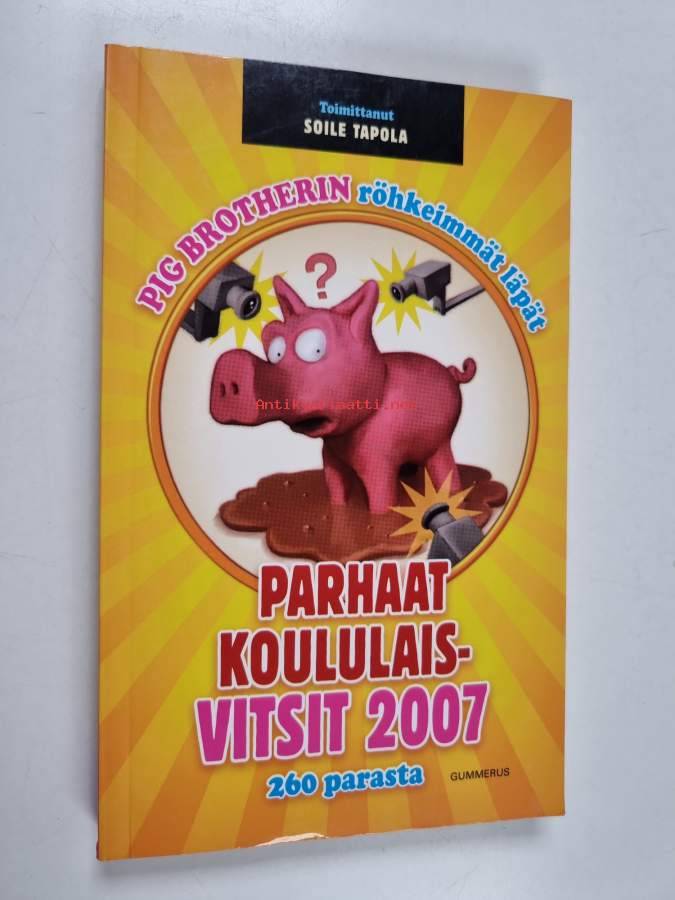 Toimittanut
SOILE TAPOLA
PIG BROTHERIN röhkeimmät läpät
?
Antikvariaatti.net
PARHAAT
KOULULAIS-
VITSIT 2007
260 parasta
GUMMERUS